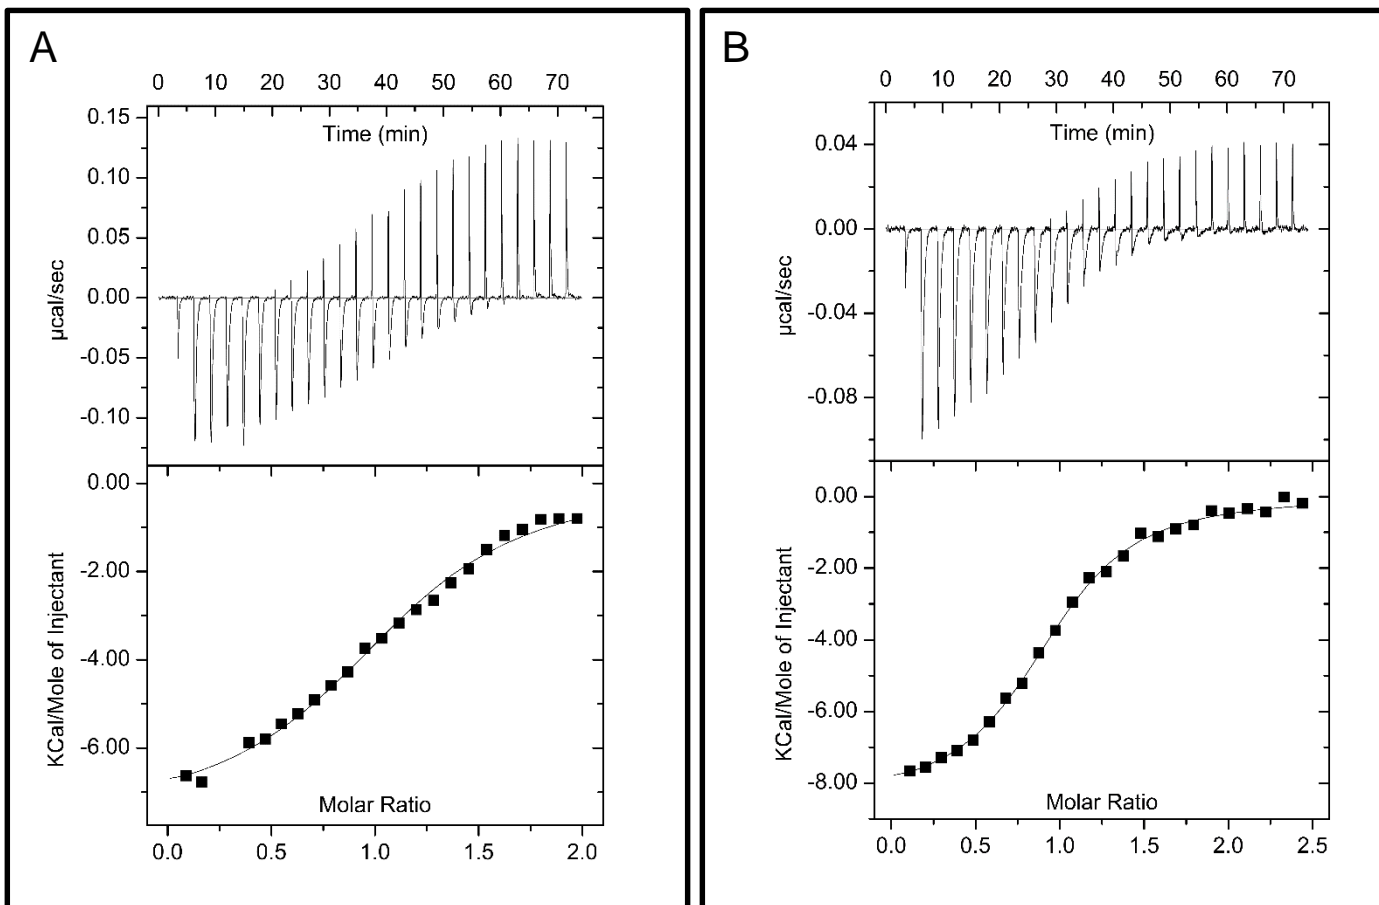 A
0 10 20 30 40 50 60 70
Time (min)
0.15
0.10
0.05
0.00
-0.05
-0.10
µcal/sec
0.00
-2.00
-4.00
-6.00
KCal/Mole of Injectant
Molar Ratio
0.0 0.5 1.0 1.5 2.0
B
0 10 20 30 40 50 60 70
Time (min)
0.04
0.00
-0.04
-0.08
µcal/sec
0.00
-2.00
-4.00
-6.00
-8.00
KCal/Mole of Injectant
Molar Ratio
0.0 0.5 1.0 1.5 2.0 2.5